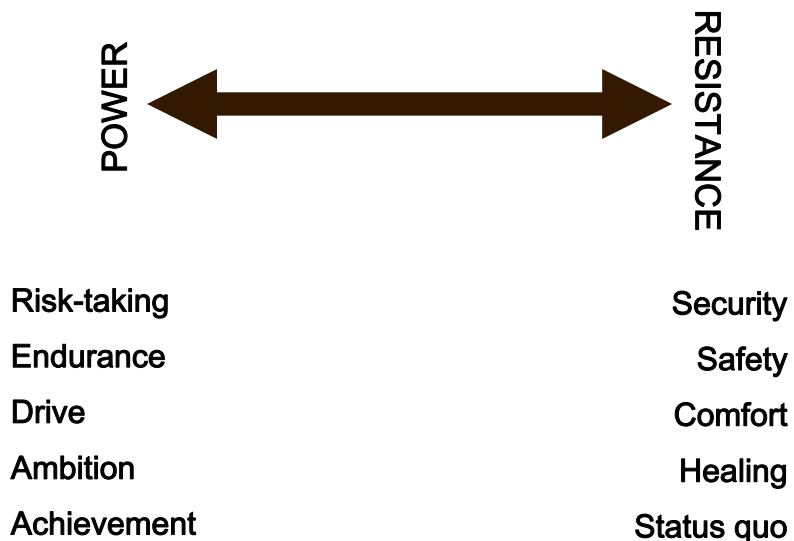 POWER
RESISTANCE
Risk-taking
Security
Endurance
Safety
Drive
Comfort
Ambition
Healing
Achievement
Status quo